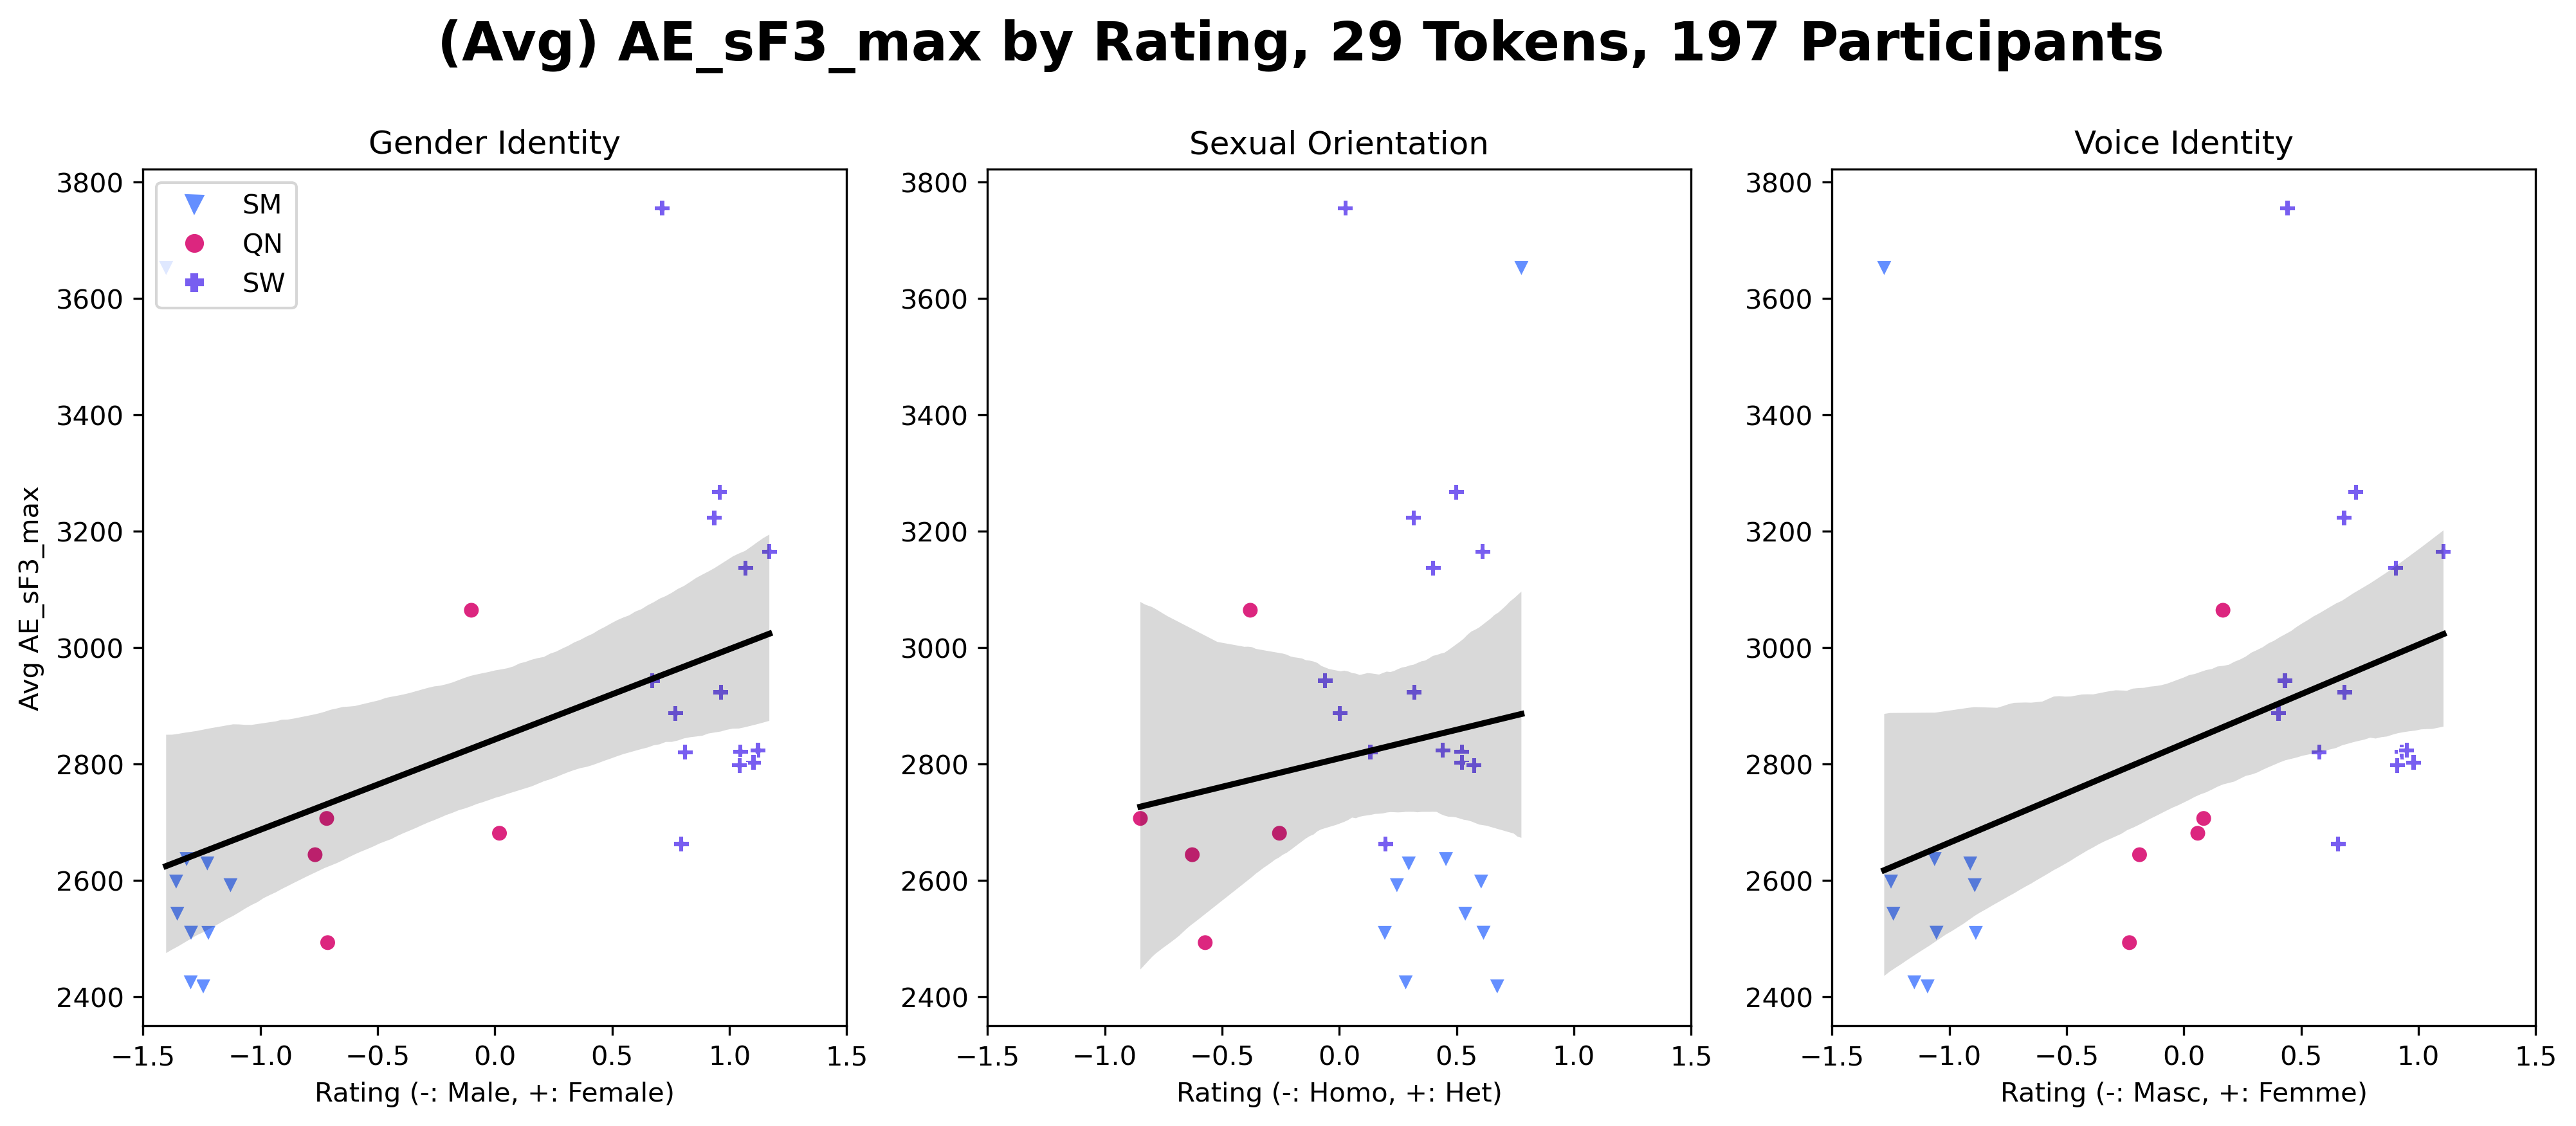 (Avg) AE_sF3_max by Rating, 29 Tokens, 197 Participants
Gender Identity
Avg AE_sF3_max
3800
3600
3400
3200
3000
2800
2600
2400
SM
QN
SW
−1.5 −1.0 −0.5 0.0 0.5 1.0 1.5
Rating (-: Male, +: Female)
Sexual Orientation
3800
3600
3400
3200
3000
2800
2600
2400
−1.5 −1.0 −0.5 0.0 0.5 1.0 1.5
Rating (-: Homo, +: Het)
Voice Identity
3800
3600
3400
3200
3000
2800
2600
2400
−1.5 −1.0 −0.5 0.0 0.5 1.0 1.5
Rating (-: Masc, +: Femme)